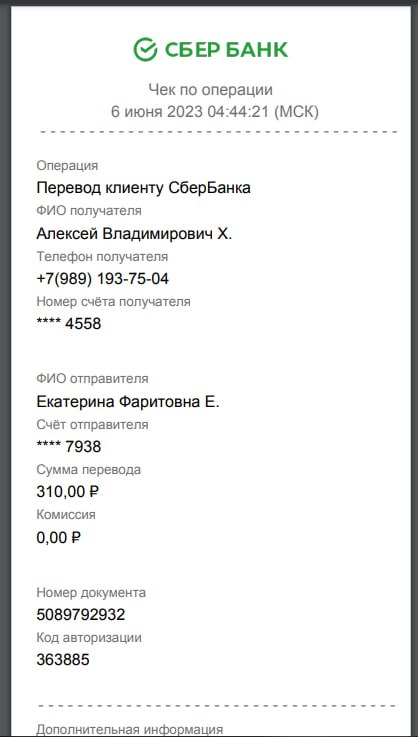 СБЕР БАНК
Чек по операции
6 июня 2023 04:44:21 (МСК)
Операция
Перевод клиенту СберБанка
ФИО получателя
Алексей Владимирович Х.
Телефон получателя
+7(989) 193-75-04
Номер счёта получателя
**** 4558
ФИО отправителя
Екатерина Фаритовна Е.
Счёт отправителя
**** 7938
Сумма перевода
310,00 ₽
Комиссия
0,00 ₽
Номер документа
5089792932
Код авторизации
363885
Дополнительная информация